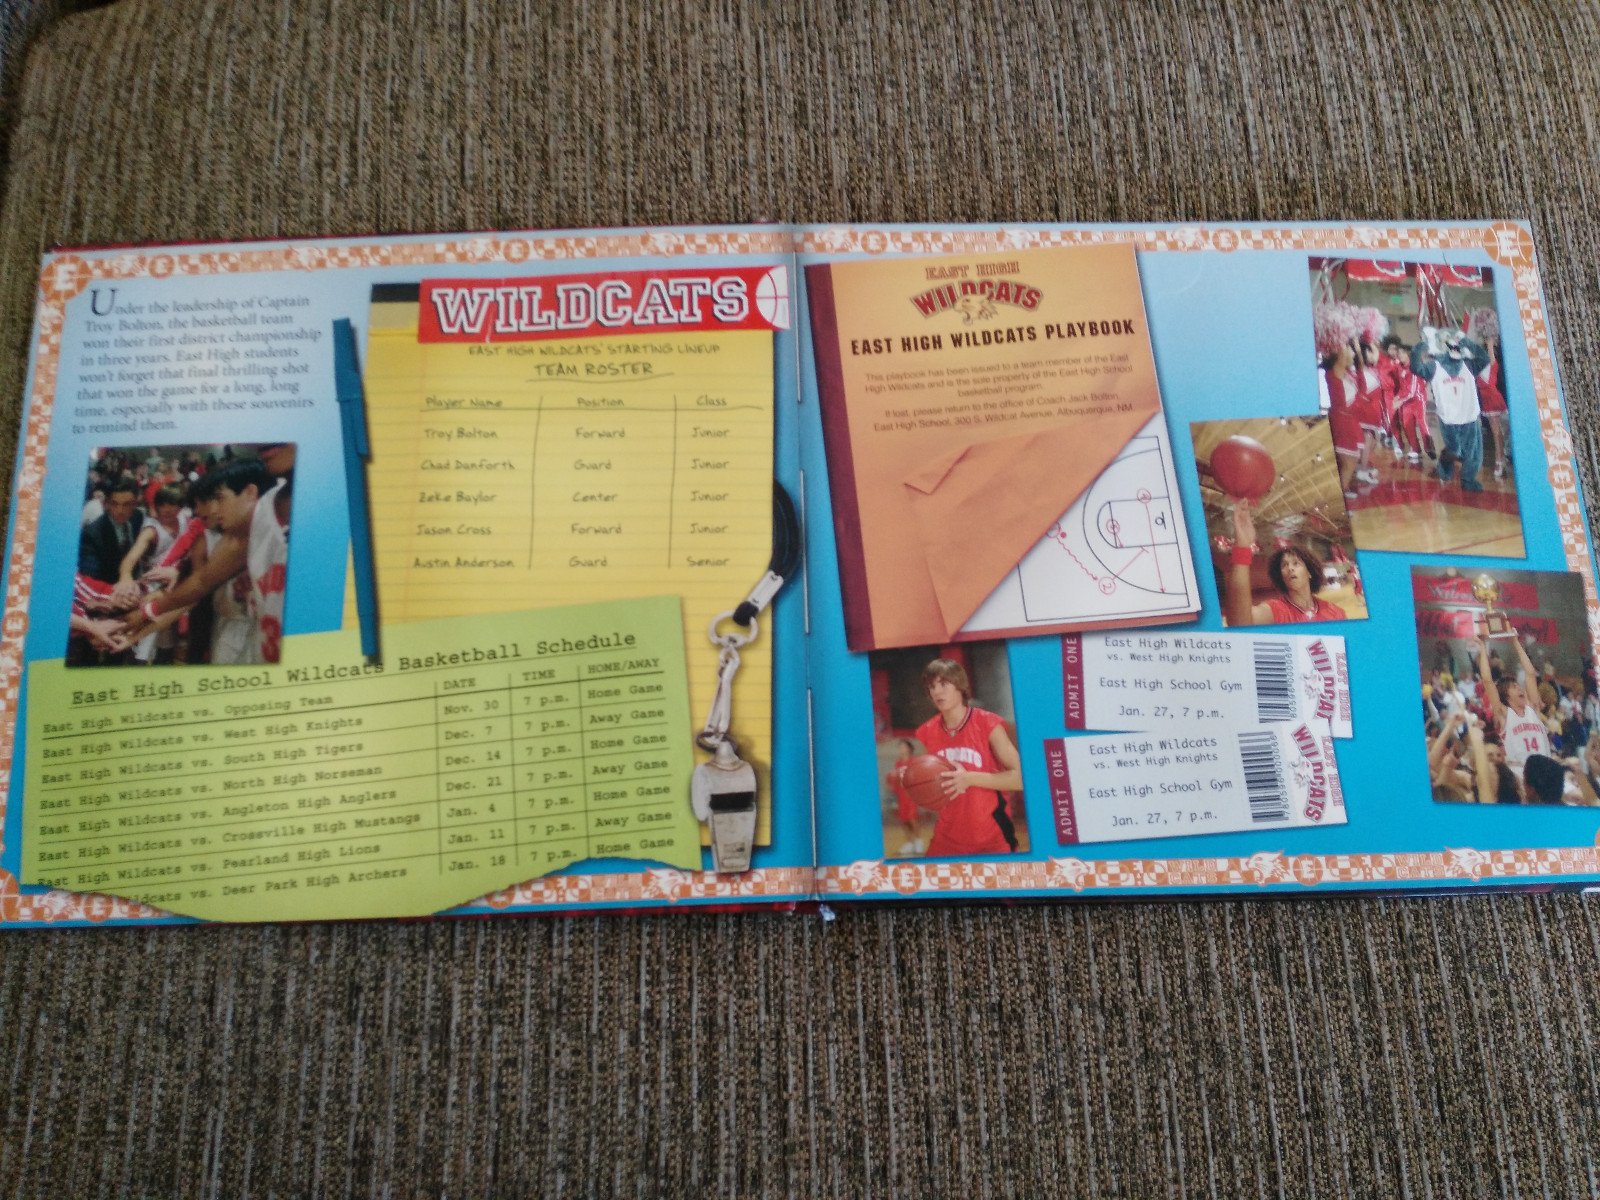 Under the leadership of Captain
Troy Bolton, the basketball team
won their first district championship
in three years. East High students
won't forget that final thrilling shot
that won the game for a long, long
time, especially with these souvenirs
to remind them.
WILDCATS
EAST HIGH WILDCATS' STARTING LINEUP
TEAM ROSTER
Player Name Position Class
Troy Bolton Forward Junior
Chad Danforth Guard Junior
Zeke Baylor Center Junior
Jason Cross Forward Junior
Austin Anderson Guard Senior
East High School Wildcats Basketball Schedule
East High Wildcats vs. Opposing Team DATE TIME HOME/AWAY
East High Wildcats vs. West High Knights Nov. 30 7 p.m. Home Game
East High Wildcats vs. South High Tigers Dec. 7 7 p.m. Away Game
East High Wildcats vs. North High Norseman Dec. 14 7 p.m. Home Game
East High Wildcats vs. Angleton High Anglers Dec. 21 7 p.m. Away Game
East High Wildcats vs. Crossville High Mustangs Jan. 4 7 p.m. Home Game
East High Wildcats vs. Pearland High Lions Jan. 11 7 p.m. Away Game
ldcats vs. Deer Park High Archers Jan. 18 7 p.m. Home Game
EAST HIGH
WILDCATS
EAST HIGH WILDCATS PLAYBOOK
This playbook has been issued to a team member of the East
High Wildcats and is the sole property of the East High School
basketball program.
If lost, please return to the office of Coach Jack Bolton,
East High School, 300 S. Wildcat Avenue, Albuquerque, NM
ADMIT ONE
East High Wildcats
vs. West High Knights
East High School Gym
Jan. 27, 7 p.m.
EAST HIGH
WILDCAT
ADMIT ONE
East High Wildcats
vs. West High Knights
East High School Gym
Jan. 27, 7 p.m.
EAST HIGH
WILDCATS
WILDCATS
14